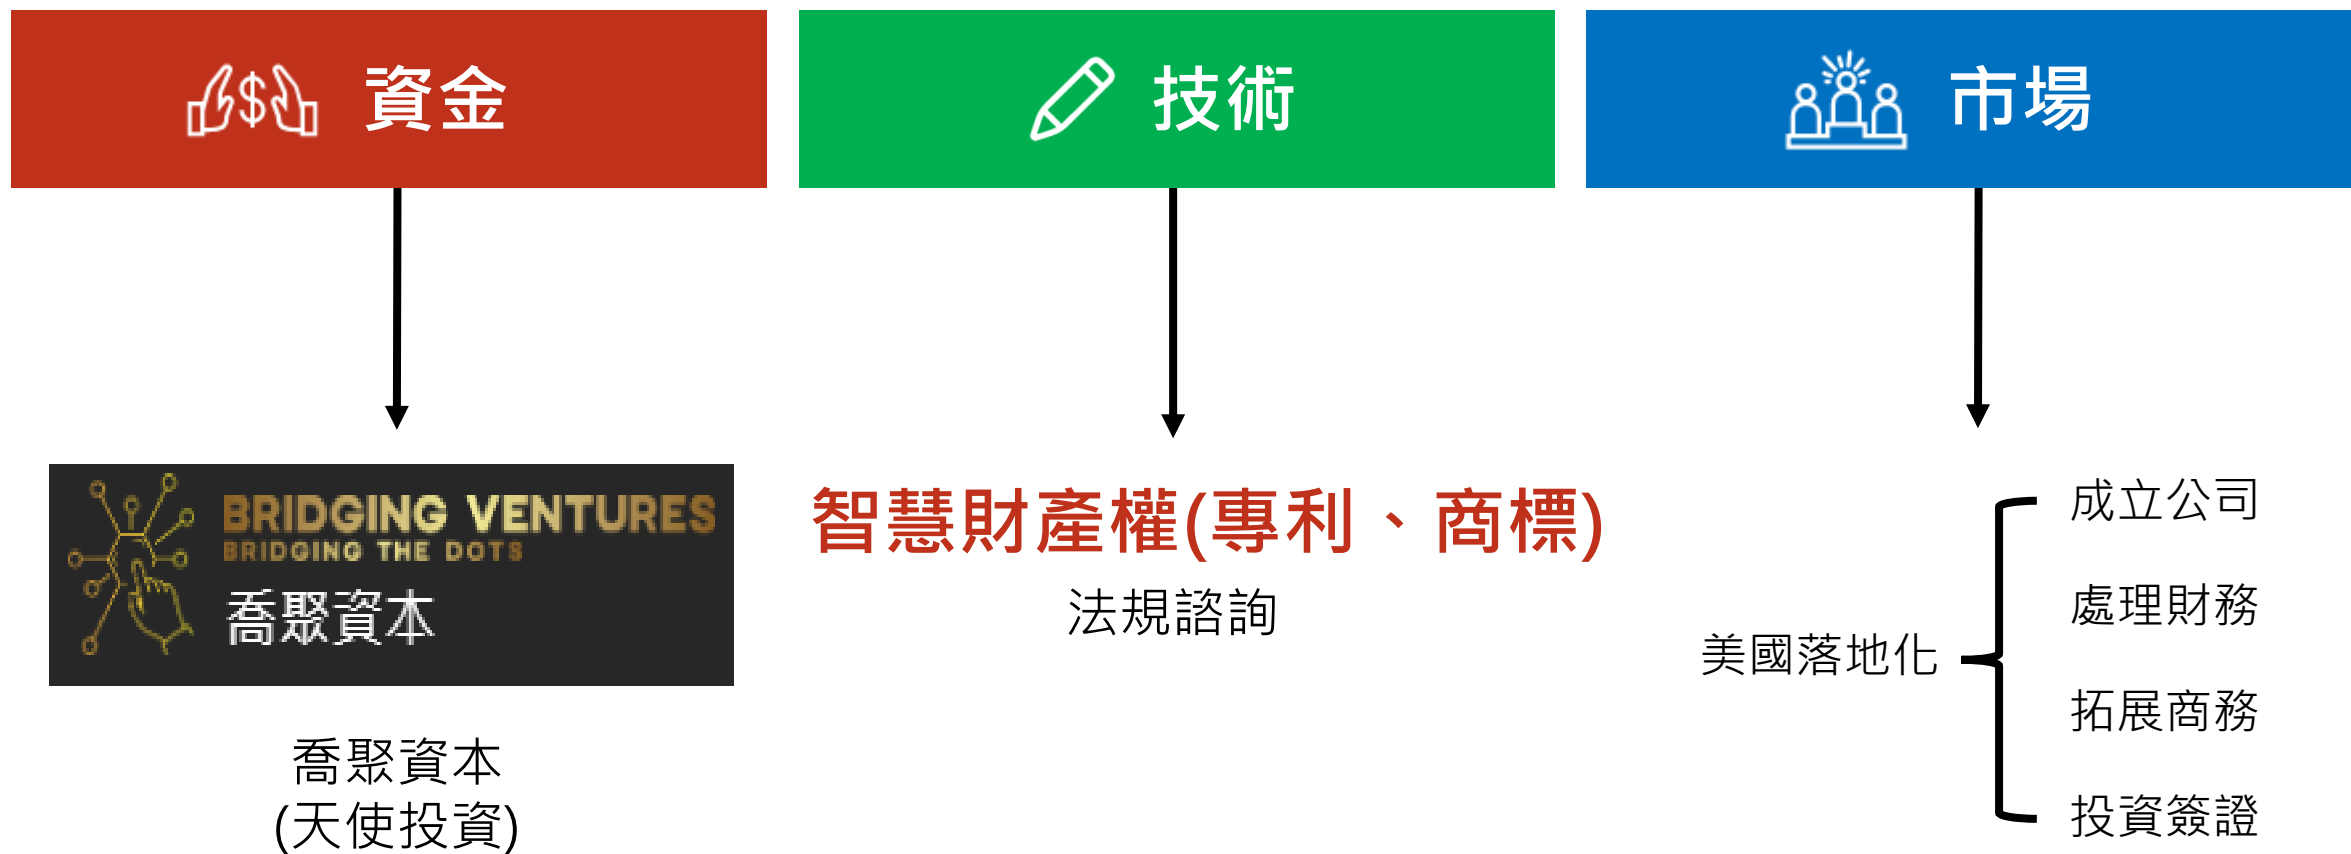 資金
技術
市場
BRIDGING VENTURES
BRIDGING THE DOTS
喬聚資本
喬聚資本
(天使投資)
智慧財產權(專利、商標)
法規諮詢
美國落地化
成立公司
處理財務
拓展商務
投資簽證